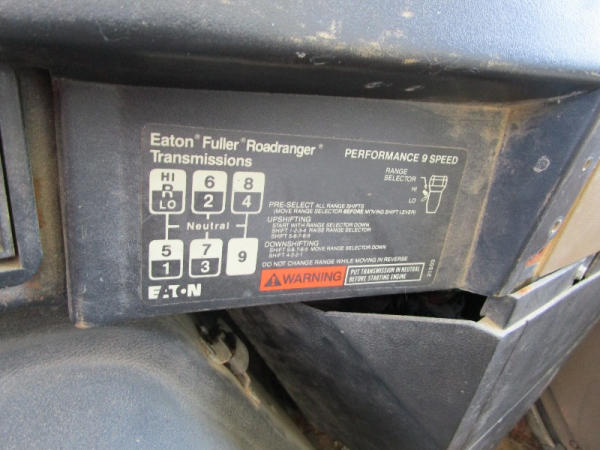 Eaton® Fuller® Roadranger®
Transmissions
PERFORMANCE 9 SPEED
RANGE
SELECTOR
HI
LO
HI
R
LO
6
2
8
4
Neutral
5
1
7
3
9
PRE-SELECT ALL RANGE SHIFTS
(MOVE RANGE SELECTOR BEFORE MOVING SHIFT LEVER)
UPSHIFTING
START WITH RANGE SELECTOR DOWN
SHIFT 1-2-3-4 RAISE RANGE SELECTOR
SHIFT 5-6-7-8-9
DOWNSHIFTING
SHIFT 9-8-7-6-5 MOVE RANGE SELECTOR DOWN
SHIFT 4-3-2-1
DO NOT CHANGE RANGE WHILE MOVING IN REVERSE
WARNING
PUT TRANSMISSION IN NEUTRAL
BEFORE STARTING ENGINE
EATON